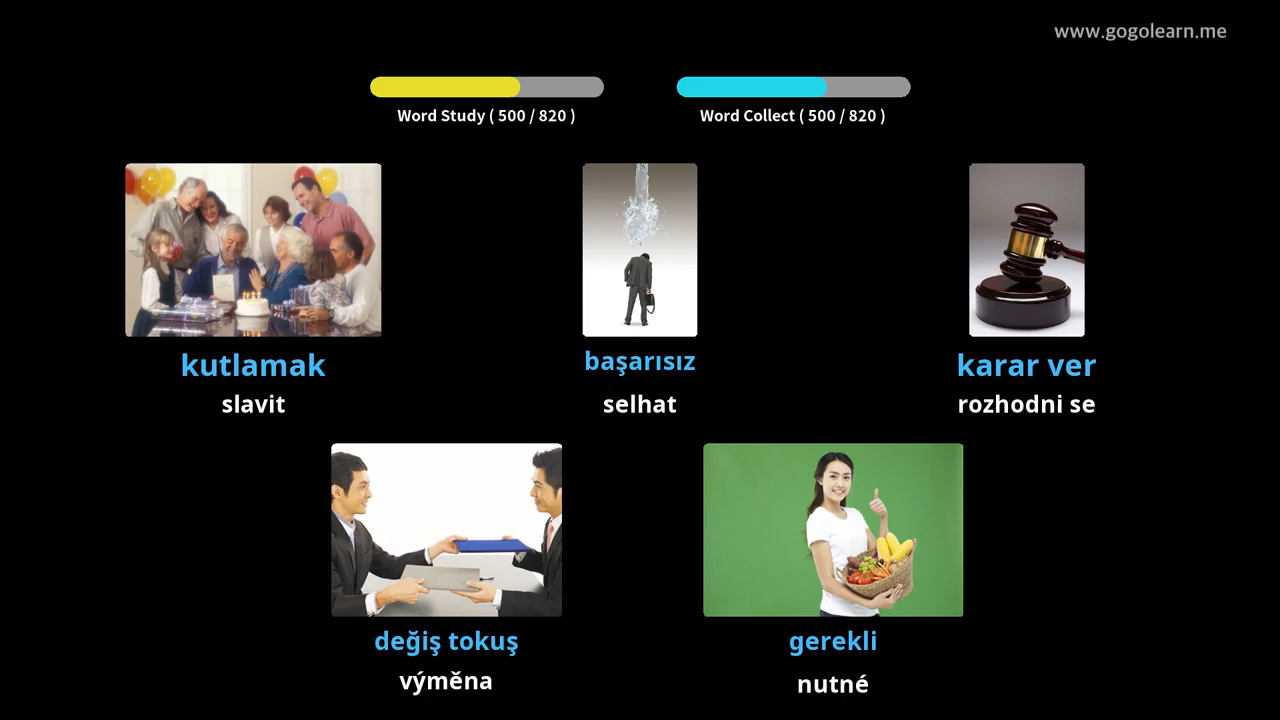 www.gogolearn.me
Word Study ( 500 / 820 )
Word Collect ( 500 / 820 )
kutlamak
slavit
başarısız
selhat
karar ver
rozhodni se
değiş tokuş
výměna
gerekli
nutné